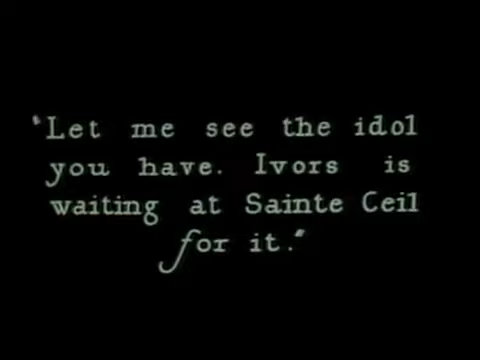 "Let me see the idol
you have. Ivors is
waiting at Sainte Ceil
for it."